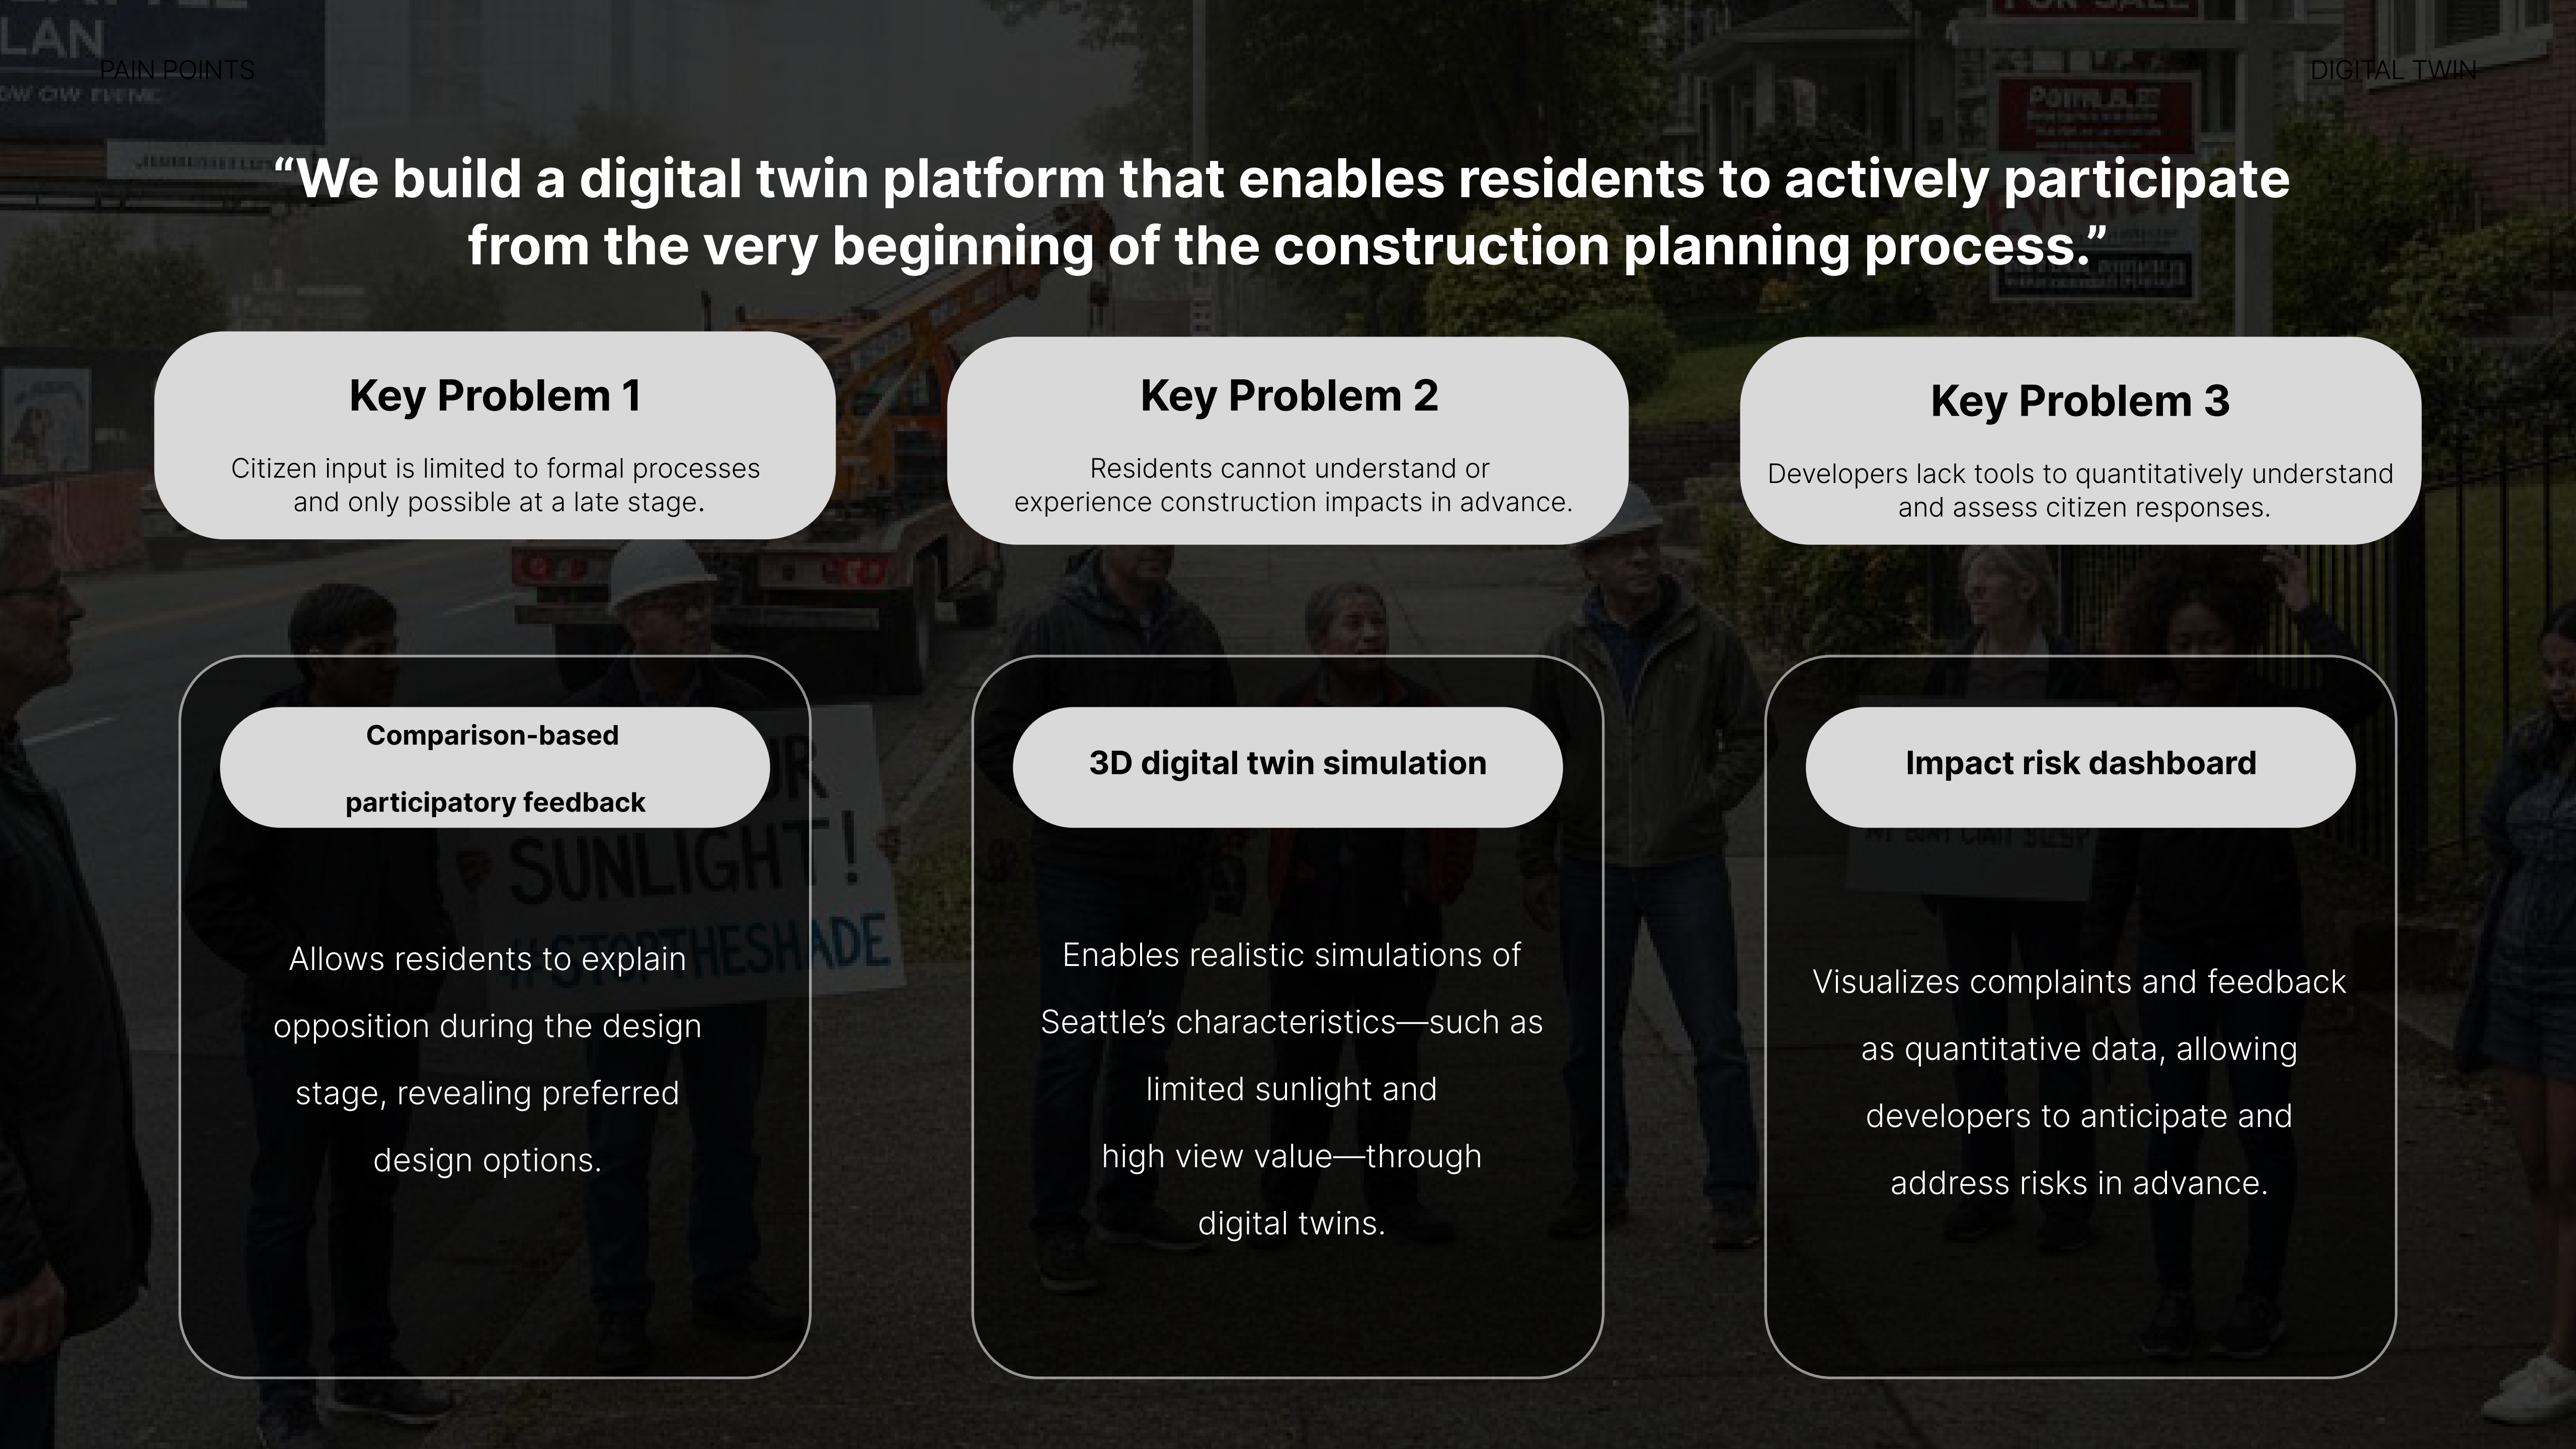 LAN
PAIN POINTS
DIGITAL TWIN
FOR SALE
“We build a digital twin platform that enables residents to actively participate
from the very beginning of the construction planning process.”
Key Problem 1
Citizen input is limited to formal processes
and only possible at a late stage.
Key Problem 2
Residents cannot understand or
experience construction impacts in advance.
Key Problem 3
Developers lack tools to quantitatively understand
and assess citizen responses.
Comparison-based
participatory feedback
Allows residents to explain
opposition during the design
stage, revealing preferred
design options.
3D digital twin simulation
Enables realistic simulations of
Seattle’s characteristics—such as
limited sunlight and
high view value—through
digital twins.
Impact risk dashboard
Visualizes complaints and feedback
as quantitative data, allowing
developers to anticipate and
address risks in advance.
SUNLIGHT!
#STOPTHESHADE